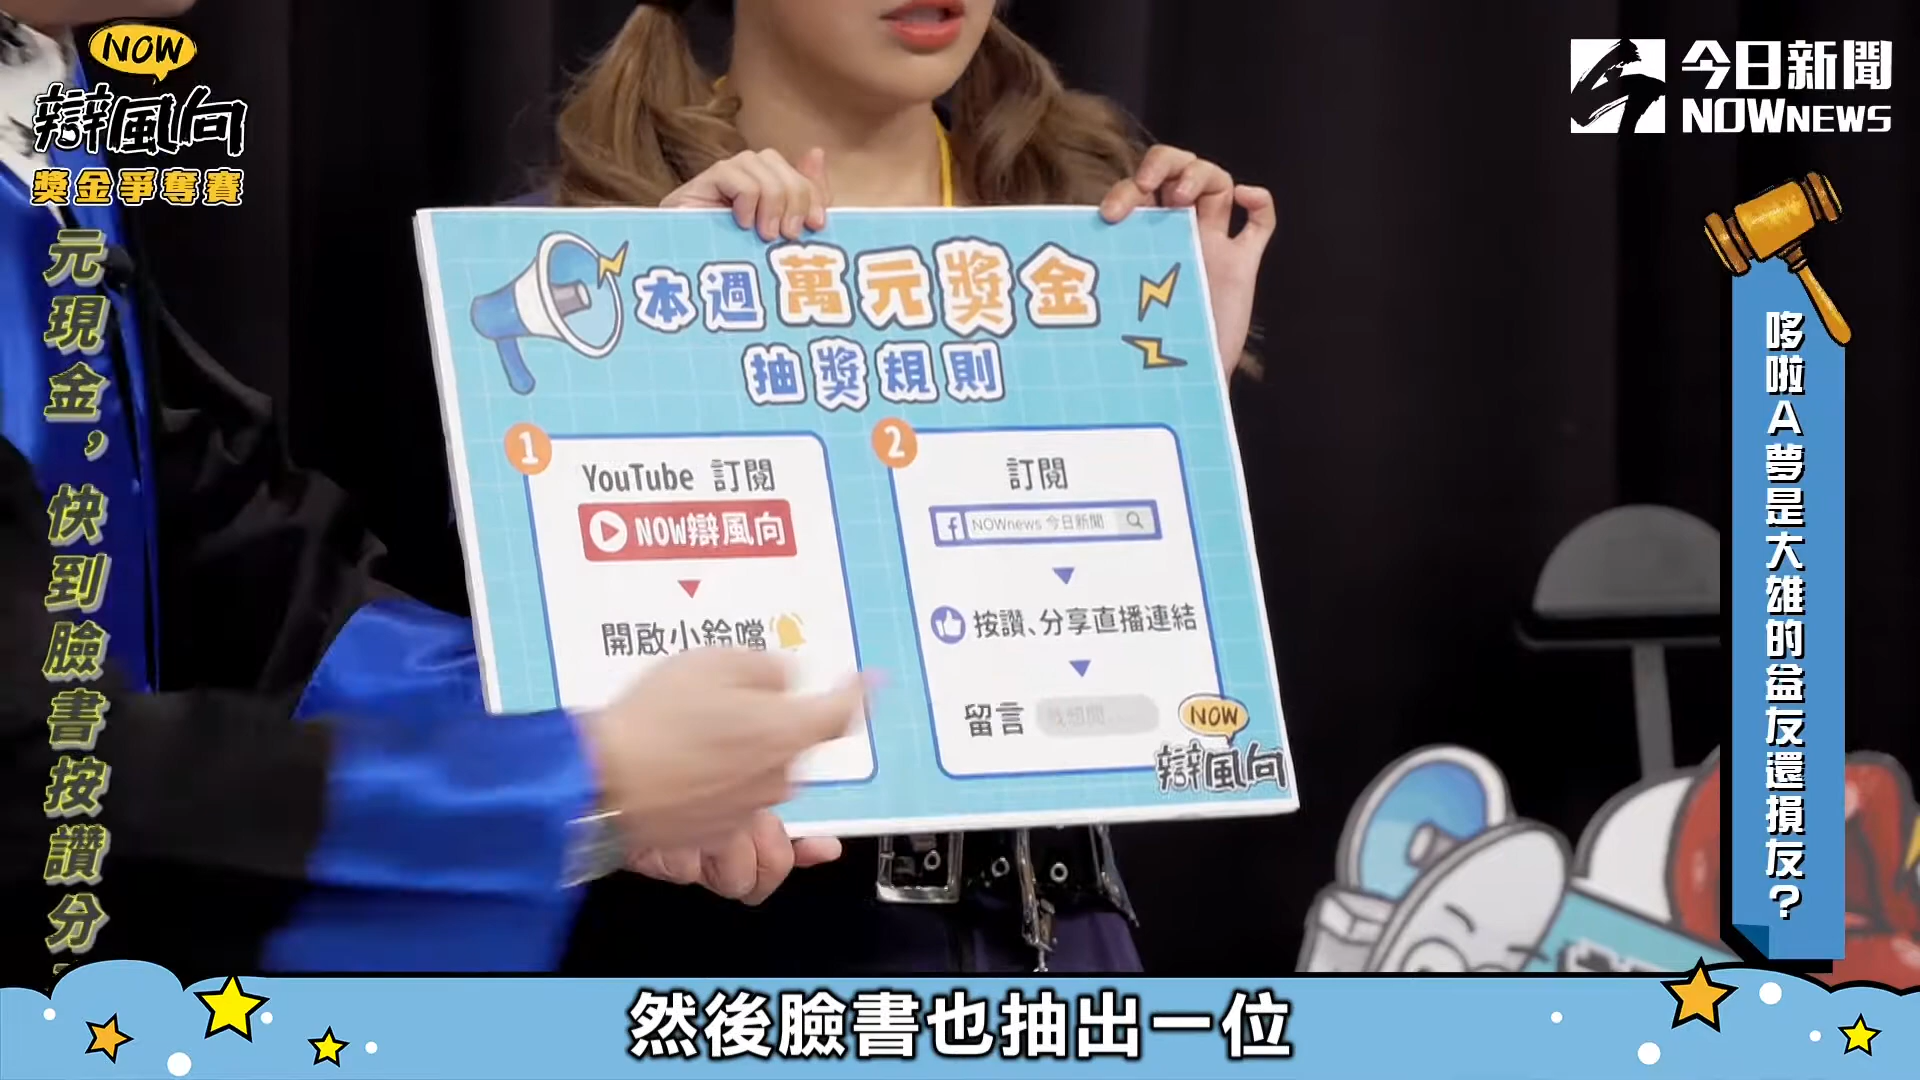 NOW
辯風向
獎金爭奪賽
元現金，快到臉書按讚分
今日新聞
NOWNEWS
本週萬元獎金
抽獎規則
1
YouTube 訂閱
NOW辯風向
開啟小鈴噹
2
訂閱
NOWnews 今日新聞
按讚、分享直播連結
留言
NOW
辯風向
哆啦A夢是大雄的益友還損友？
然後臉書也抽出一位